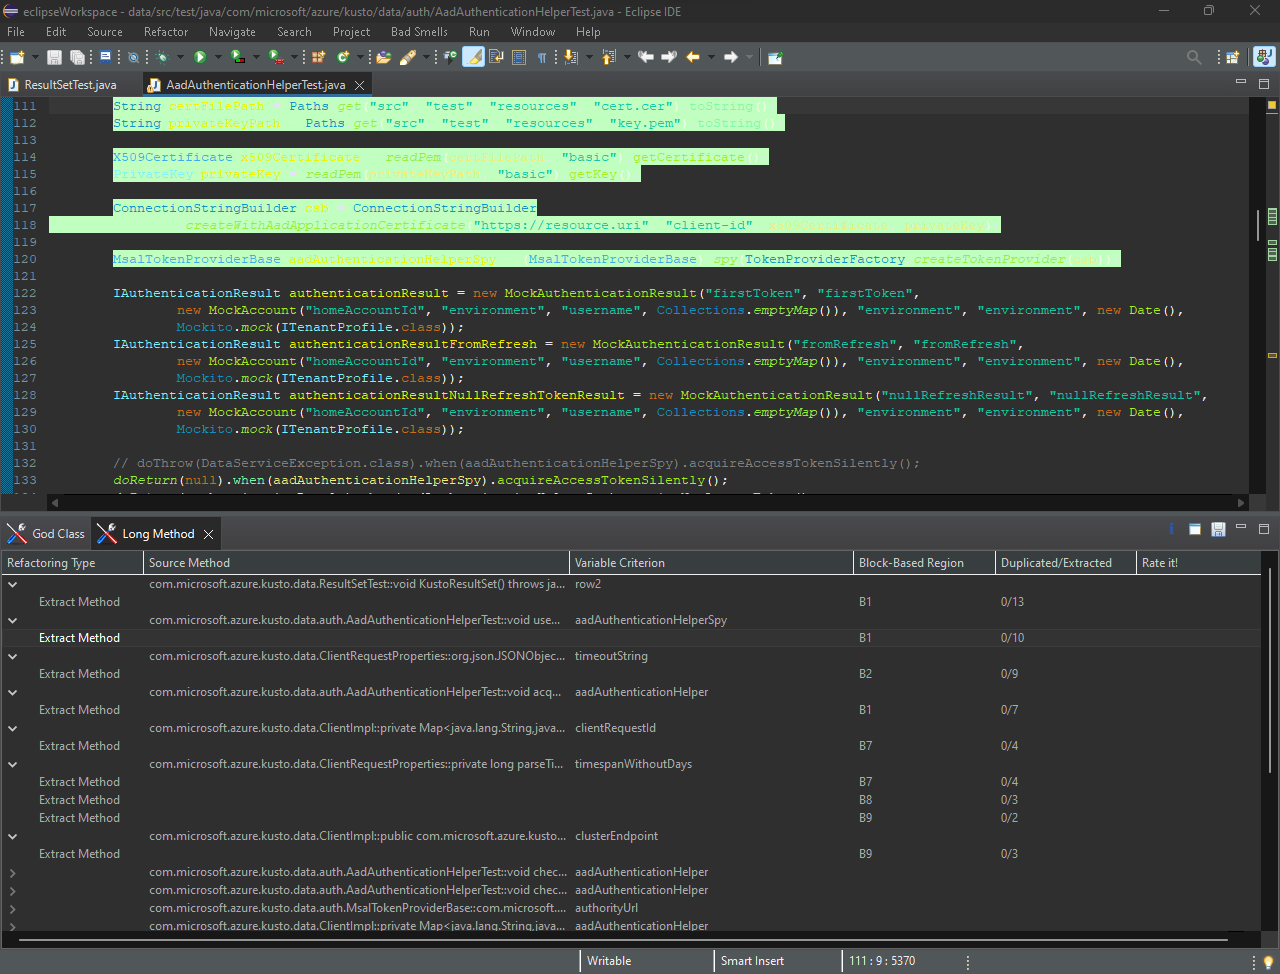 eclipseWorkspace - data/src/test/java/com/microsoft/azure/kusto/data/auth/AadAuthenticationHelperTest.java - Eclipse IDE
File Edit Source Refactor Navigate Search Project Bad Smells Run Window Help
ResultSetTest.java AadAuthenticationHelperTest.java
111 String certFilePath = Paths get("src" "test" "resources" "cert.cer") toString()
112 String privateKeyPath Paths get("src" "test" "resources" "key.pem") toString()
113
114 X509Certificate x509Certificate readPem(certFilePath "basic") getCertificate()
115 PrivateKey privateKey = readPem(privateKeyPath "basic") getKey()
116
117 ConnectionStringBuilder csb = ConnectionStringBuilder
118 createWithAadApplicationCertificate("https://resource.uri" "client-id" x509Certificate privateKey)
119
120 MsalTokenProviderBase aadAuthenticationHelperSpy (MsalTokenProviderBase) spy(TokenProviderFactory createTokenProvider(csb))
121
122 IAuthenticationResult authenticationResult = new MockAuthenticationResult("firstToken", "firstToken",
123 new MockAccount("homeAccountId", "environment", "username", Collections.emptyMap()), "environment", "environment", new Date(),
124 Mockito.mock(ITenantProfile.class));
125 IAuthenticationResult authenticationResultFromRefresh = new MockAuthenticationResult("fromRefresh", "fromRefresh",
126 new MockAccount("homeAccountId", "environment", "username", Collections.emptyMap()), "environment", "environment", new Date(),
127 Mockito.mock(ITenantProfile.class));
128 IAuthenticationResult authenticationResultNullRefreshTokenResult = new MockAuthenticationResult("nullRefreshResult", "nullRefreshResult",
129 new MockAccount("homeAccountId", "environment", "username", Collections.emptyMap()), "environment", "environment", new Date(),
130 Mockito.mock(ITenantProfile.class));
131
132 // doThrow(DataServiceException.class).when(aadAuthenticationHelperSpy).acquireAccessTokenSilently();
133 doReturn(null).when(aadAuthenticationHelperSpy).acquireAccessTokenSilently();
God Class Long Method
Refactoring Type Source Method Variable Criterion Block-Based Region Duplicated/Extracted Rate it!
com.microsoft.azure.kusto.data.ResultSetTest::void KustoResultSet() throws ja... row2
Extract Method B1 0/13
com.microsoft.azure.kusto.data.auth.AadAuthenticationHelperTest::void use... aadAuthenticationHelperSpy
Extract Method B1 0/10
com.microsoft.azure.kusto.data.ClientRequestProperties::org.json.JSONObjec... timeoutString
Extract Method B2 0/9
com.microsoft.azure.kusto.data.auth.AadAuthenticationHelperTest::void acq... aadAuthenticationHelper
Extract Method B1 0/7
com.microsoft.azure.kusto.data.ClientImpl::private Map<java.lang.String,java... clientRequestId
Extract Method B7 0/4
com.microsoft.azure.kusto.data.ClientRequestProperties::private long parseTi... timespanWithoutDays
Extract Method B7 0/4
Extract Method B8 0/3
Extract Method B9 0/2
com.microsoft.azure.kusto.data.ClientImpl::public com.microsoft.azure.kusto... clusterEndpoint
Extract Method B9 0/3
com.microsoft.azure.kusto.data.auth.AadAuthenticationHelperTest::void chec... aadAuthenticationHelper
com.microsoft.azure.kusto.data.auth.AadAuthenticationHelperTest::void chec... aadAuthenticationHelper
com.microsoft.azure.kusto.data.auth.MsalTokenProviderBase::com.microsoft.... authorityUrl
com.microsoft.azure.kusto.data.ClientImpl::private Map<java.lang.String,java... aadAuthenticationHelper
Writable Smart Insert 111 : 9 : 5370